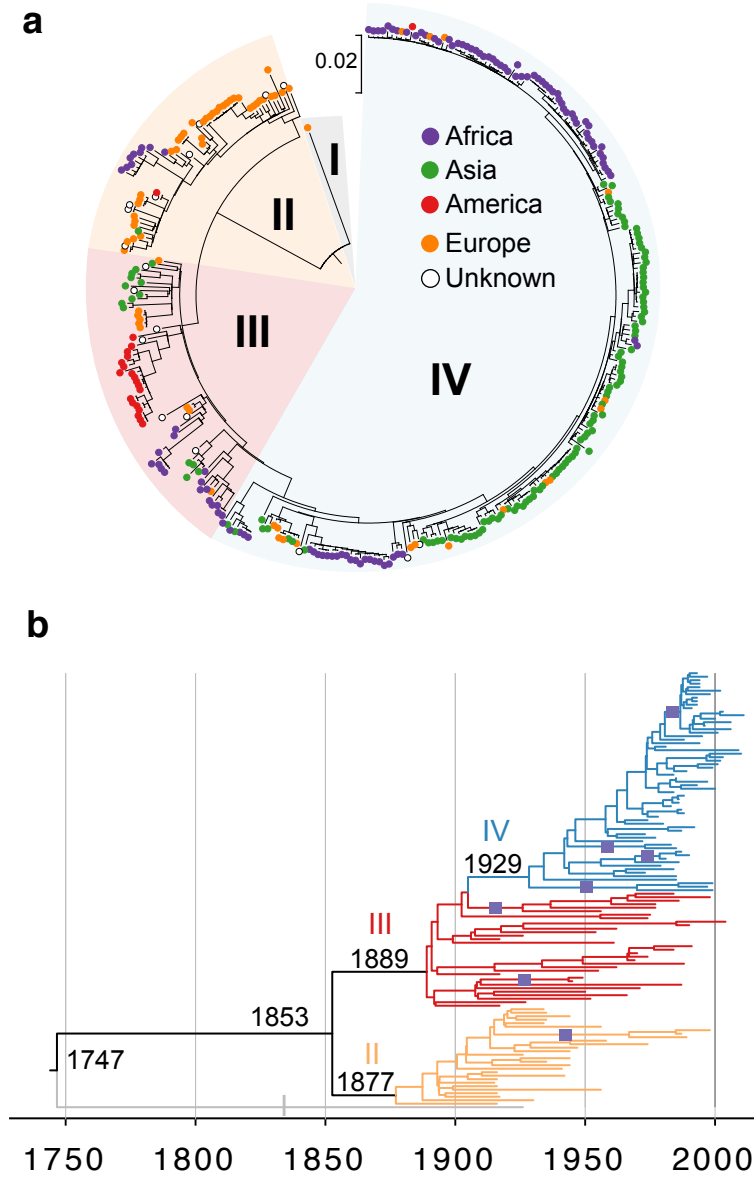 a
0.02
I
II
III
IV
Africa
Asia
America
Europe
Unknown
b
IV
1929
III
1889
1853
II
1747
1877
1750 1800 1850 1900 1950 2000